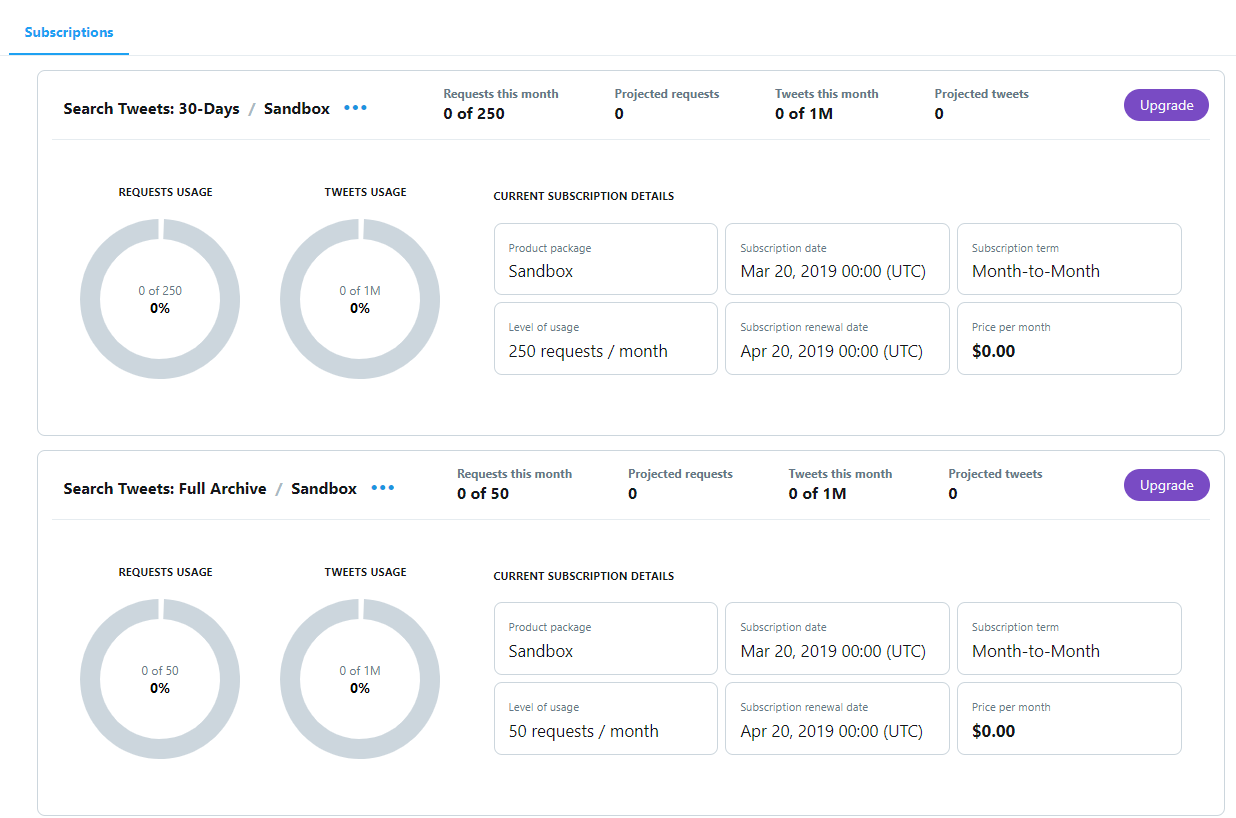 Subscriptions
Search Tweets: 30-Days / Sandbox •••
Requests this month
0 of 250
Projected requests
0
Tweets this month
0 of 1M
Projected tweets
0
Upgrade
REQUESTS USAGE
0 of 250
0%
TWEETS USAGE
0 of 1M
0%
CURRENT SUBSCRIPTION DETAILS
Product package
Sandbox
Subscription date
Mar 20, 2019 00:00 (UTC)
Subscription term
Month-to-Month
Level of usage
250 requests / month
Subscription renewal date
Apr 20, 2019 00:00 (UTC)
Price per month
$0.00
Search Tweets: Full Archive / Sandbox •••
Requests this month
0 of 50
Projected requests
0
Tweets this month
0 of 1M
Projected tweets
0
Upgrade
REQUESTS USAGE
0 of 50
0%
TWEETS USAGE
0 of 1M
0%
CURRENT SUBSCRIPTION DETAILS
Product package
Sandbox
Subscription date
Mar 20, 2019 00:00 (UTC)
Subscription term
Month-to-Month
Level of usage
50 requests / month
Subscription renewal date
Apr 20, 2019 00:00 (UTC)
Price per month
$0.00